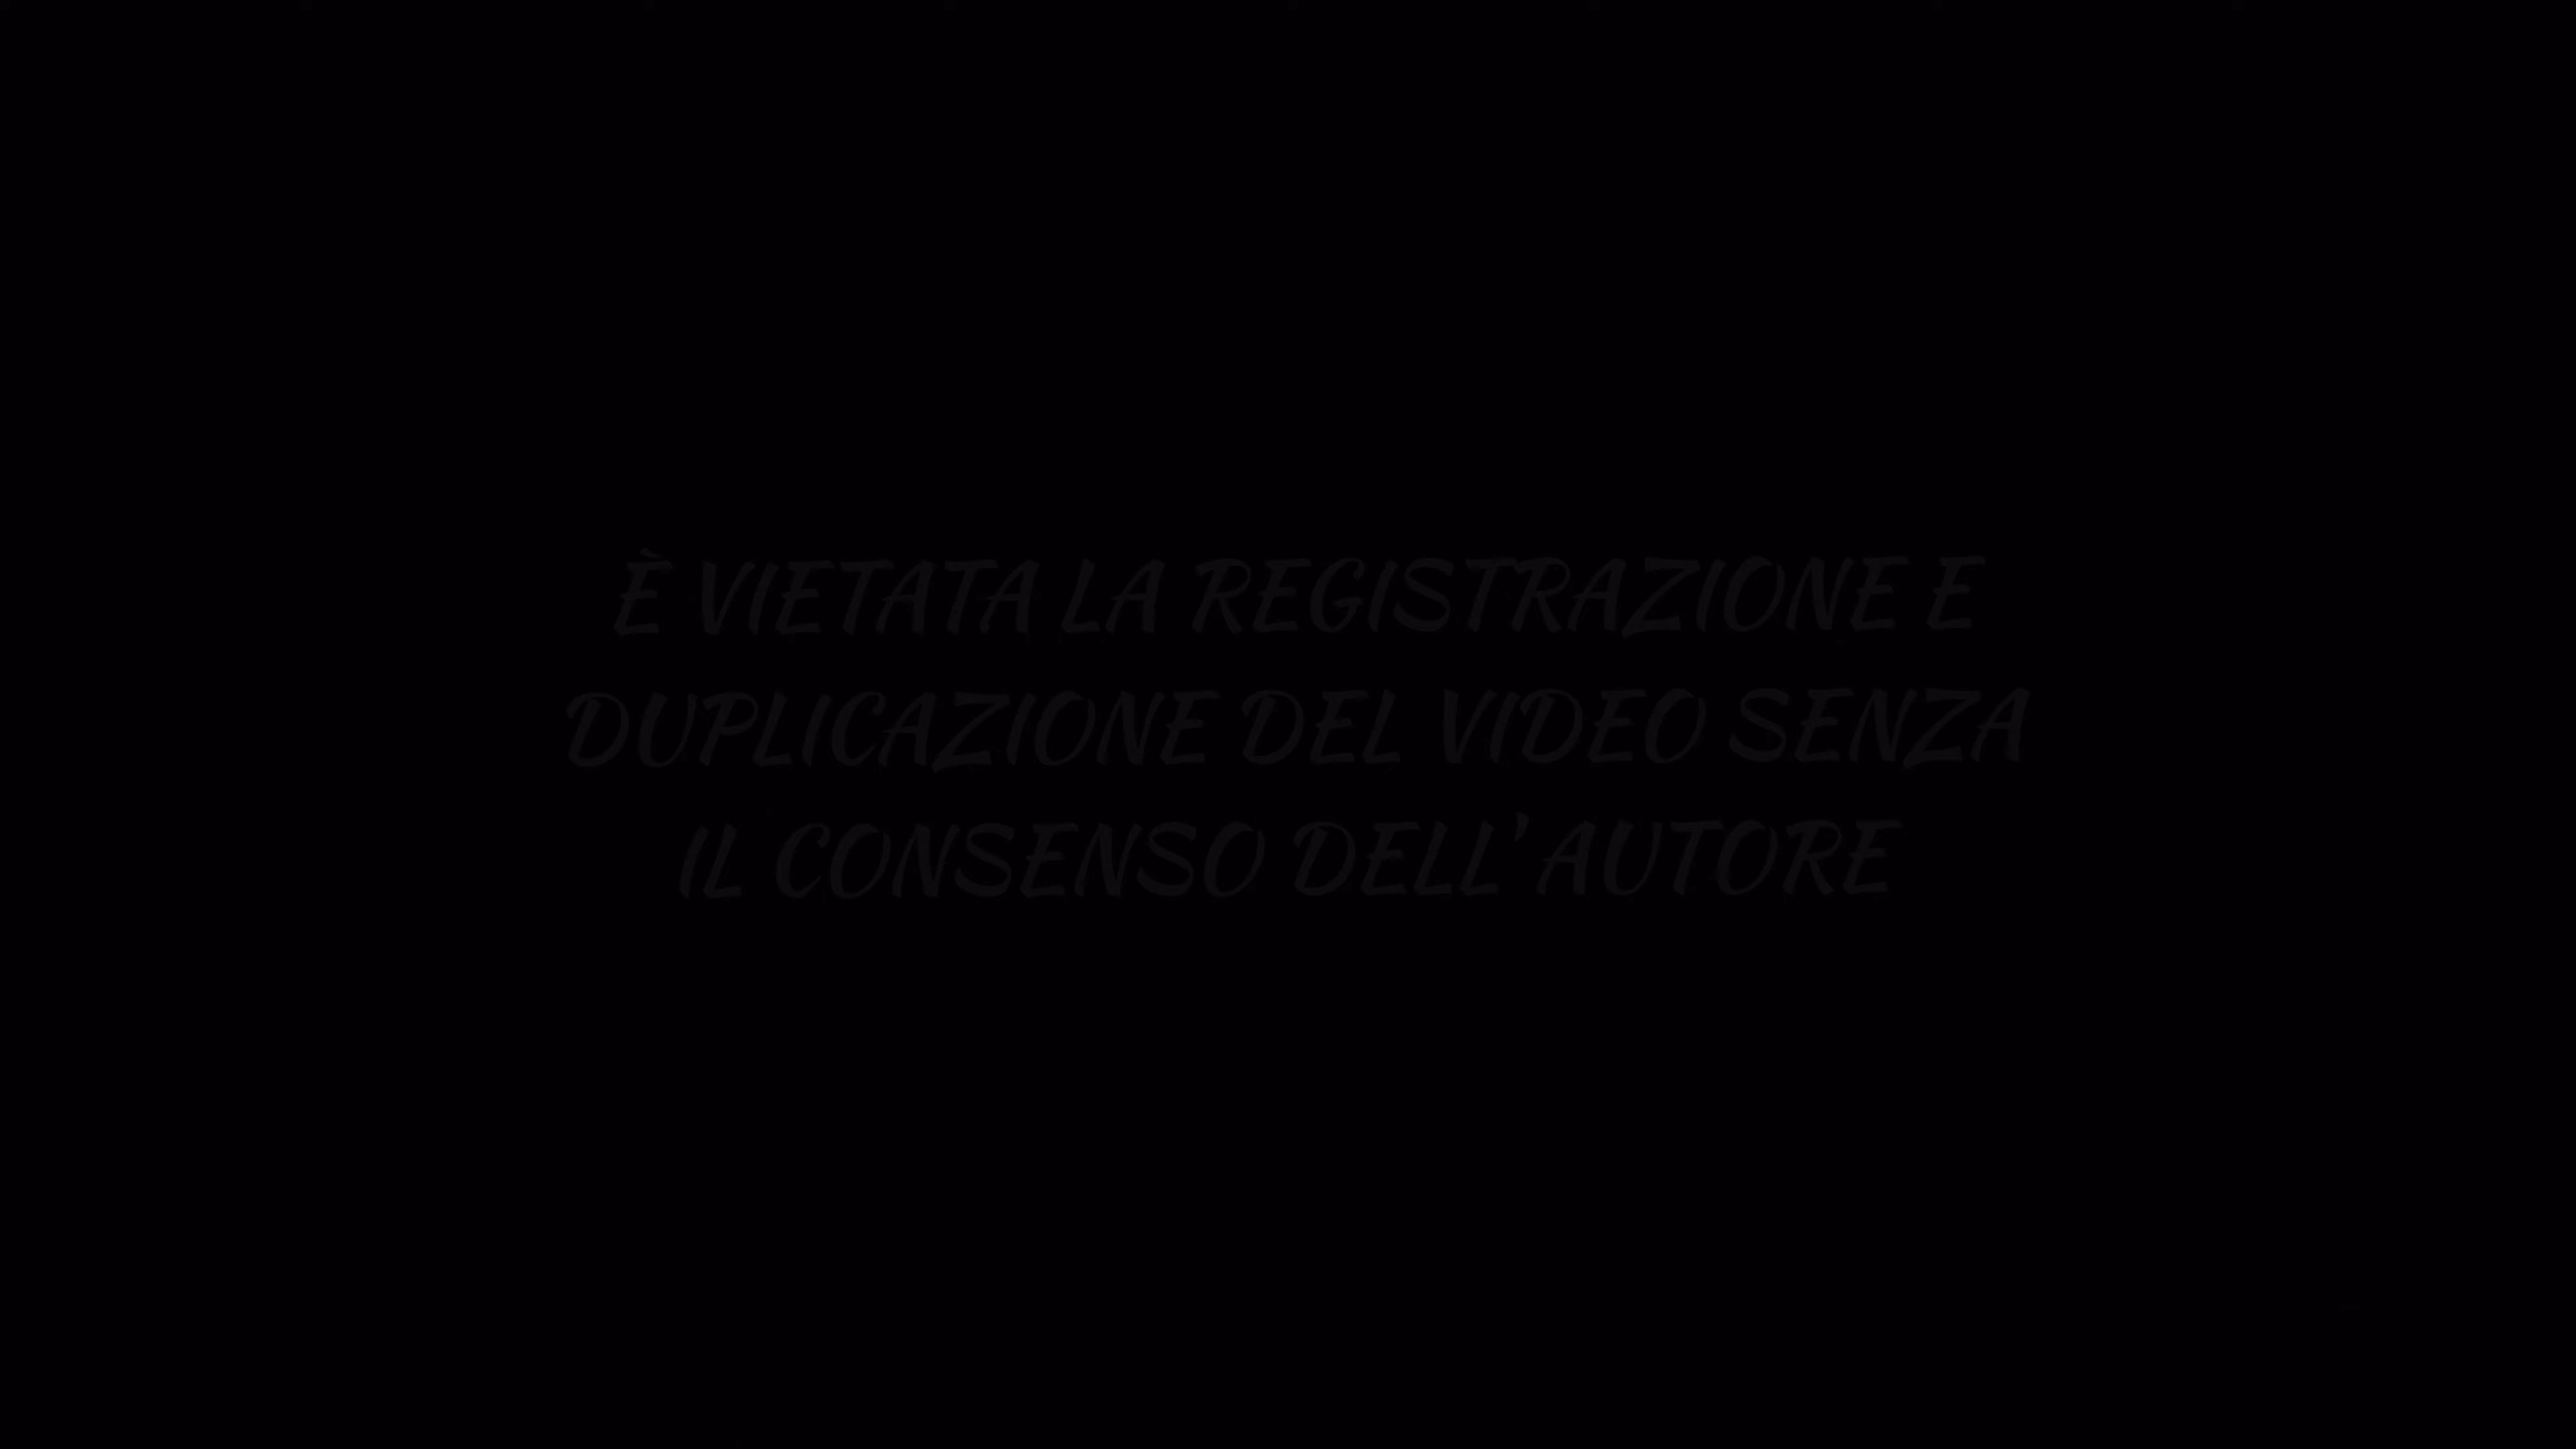 È VIETATA LA REGISTRAZIONE E
DUPLICAZIONE DEL VIDEO SENZA
IL CONSENSO DELL'AUTORE